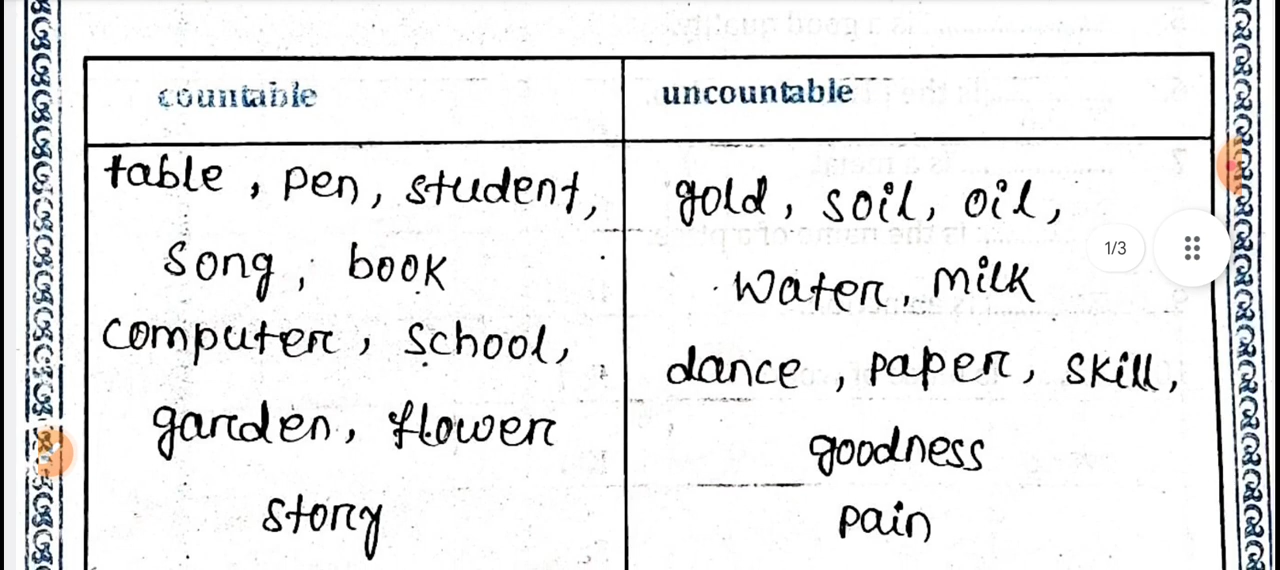 countable uncountable
table, pen, student,
song, book
computer, school,
garden, flower
story
gold, soil, oil,
water, milk
dance, paper, skill,
goodness
pain
1/3